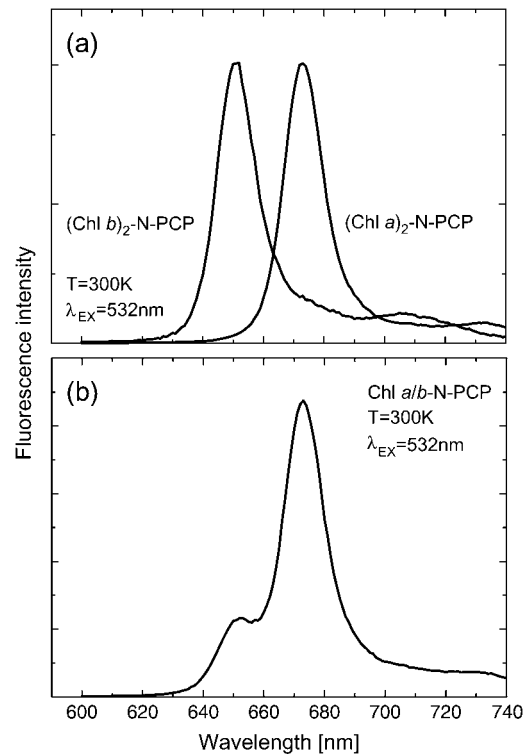 (a)
(Chl b)₂-N-PCP
(Chl a)₂-N-PCP
T=300K
λEX=532nm
Fluorescence intensity
(b)
Chl a/b-N-PCP
T=300K
λEX=532nm
600 620 640 660 680 700 720 740
Wavelength [nm]